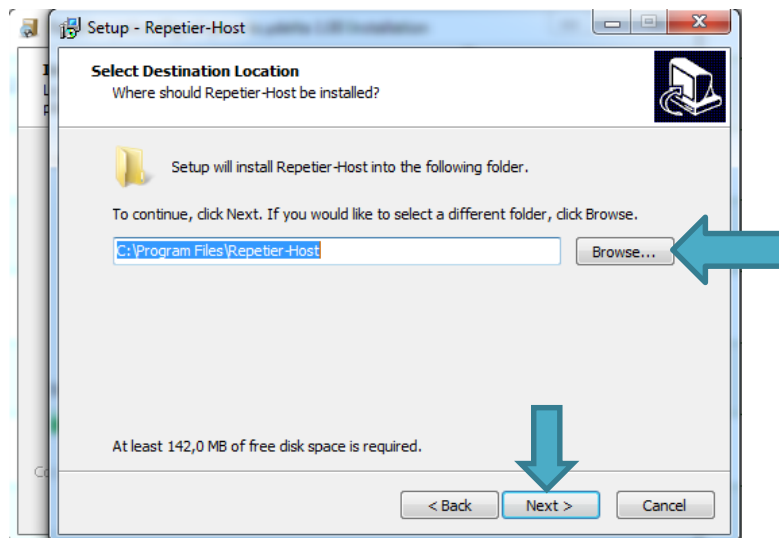 Setup - Repetier-Host
Select Destination Location
Where should Repetier-Host be installed?
Setup will install Repetier-Host into the following folder.
To continue, click Next. If you would like to select a different folder, click Browse.
C:\Program Files\Repetier-Host
Browse...
At least 142,0 MB of free disk space is required.
< Back
Next >
Cancel